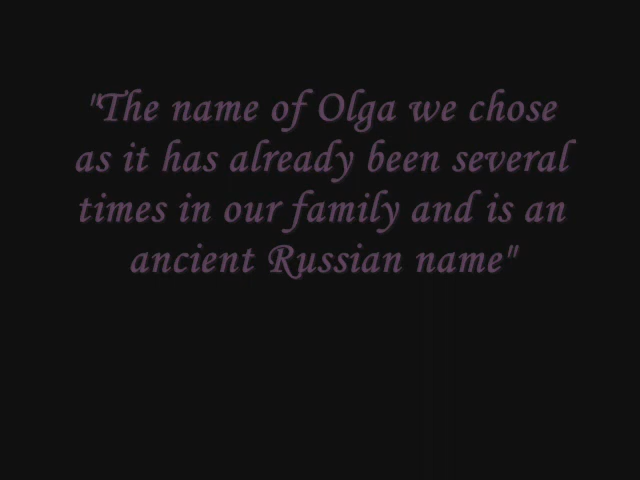 "The name of Olga we chose
as it has already been several
times in our family and is an
ancient Russian name"